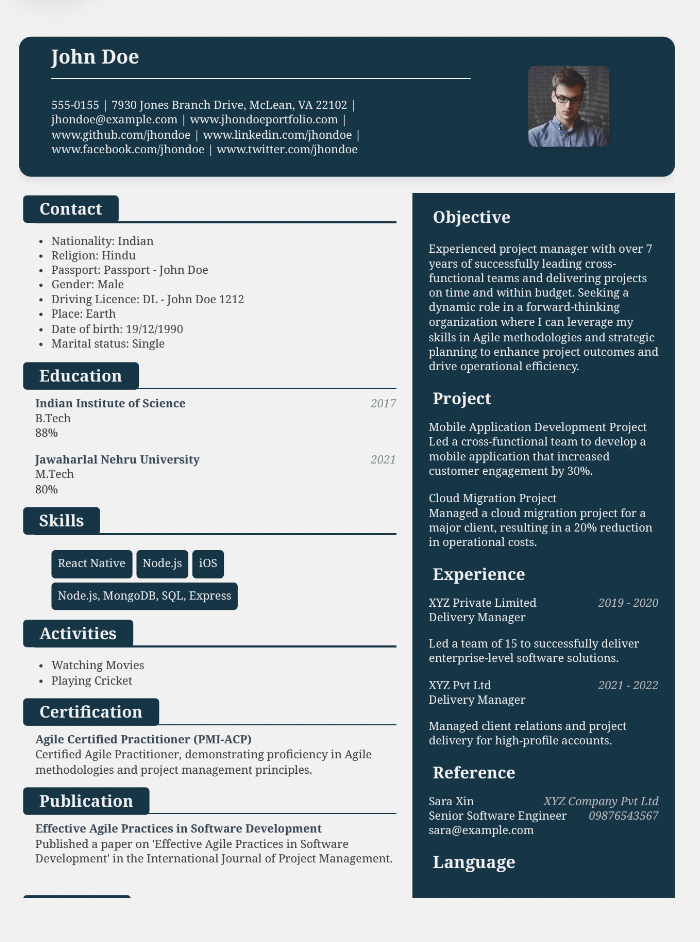 John Doe
555-0155 | 7930 Jones Branch Drive, McLean, VA 22102 |
jhondoe@example.com | www.jhondoeportfolio.com |
www.github.com/jhondoe | www.linkedin.com/jhondoe |
www.facebook.com/jhondoe | www.twitter.com/jhondoe
Contact
• Nationality: Indian
• Religion: Hindu
• Passport: Passport - John Doe
• Gender: Male
• Driving Licence: DL - John Doe 1212
• Place: Earth
• Date of birth: 19/12/1990
• Marital status: Single
Education
Indian Institute of Science 2017
B.Tech
88%
Jawaharlal Nehru University 2021
M.Tech
80%
Skills
React Native Node.js iOS
Node.js, MongoDB, SQL, Express
Activities
• Watching Movies
• Playing Cricket
Certification
Agile Certified Practitioner (PMI-ACP)
Certified Agile Practitioner, demonstrating proficiency in Agile
methodologies and project management principles.
Publication
Effective Agile Practices in Software Development
Published a paper on 'Effective Agile Practices in Software
Development' in the International Journal of Project Management.
Objective
Experienced project manager with over 7
years of successfully leading cross-
functional teams and delivering projects
on time and within budget. Seeking a
dynamic role in a forward-thinking
organization where I can leverage my
skills in Agile methodologies and strategic
planning to enhance project outcomes and
drive operational efficiency.
Project
Mobile Application Development Project
Led a cross-functional team to develop a
mobile application that increased
customer engagement by 30%.
Cloud Migration Project
Managed a cloud migration project for a
major client, resulting in a 20% reduction
in operational costs.
Experience
XYZ Private Limited 2019 - 2020
Delivery Manager
Led a team of 15 to successfully deliver
enterprise-level software solutions.
XYZ Pvt Ltd 2021 - 2022
Delivery Manager
Managed client relations and project
delivery for high-profile accounts.
Reference
Sara Xin XYZ Company Pvt Ltd
Senior Software Engineer 09876543567
sara@example.com
Language